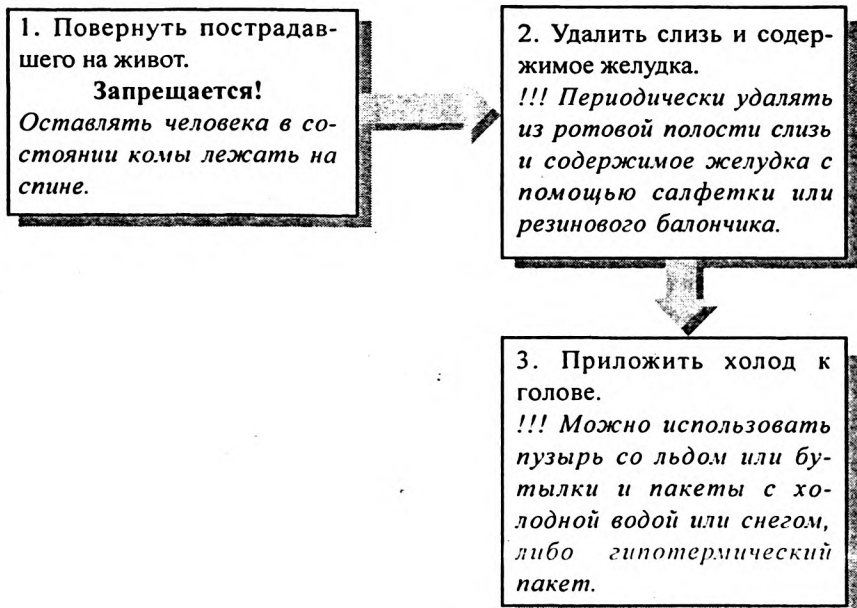 1. Повернуть пострадав-
шего на живот.
Запрещается!
Оставлять человека в со-
стоянии комы лежать на
спине.
2. Удалить слизь и содер-
жимое желудка.
!!! Периодически удалять
из ротовой полости слизь
и содержимое желудка с
помощью салфетки или
резинового балончика.
3. Приложить холод к
голове.
!!! Можно использовать
пузырь со льдом или бу-
тылки и пакеты с хо-
лодной водой или снегом,
либо гипотермический
пакет.